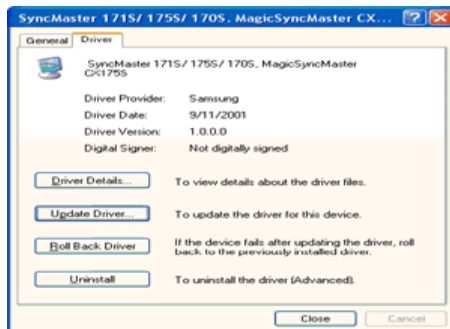 SyncMaster 171S/ 175S/ 170S, MagicSyncMaster CX...
General
Driver
SyncMaster 171S/ 175S/ 170S, MagicSyncMaster
CX175S
Driver Provider: Samsung
Driver Date: 9/11/2001
Driver Version: 1.0.0.0
Digital Signer: Not digitally signed
Driver Details... To view details about the driver files.
Update Driver... To update the driver for this device.
Roll Back Driver If the device fails after updating the driver, roll
back to the previously installed driver.
Uninstall To uninstall the driver (Advanced).
Close Cancel